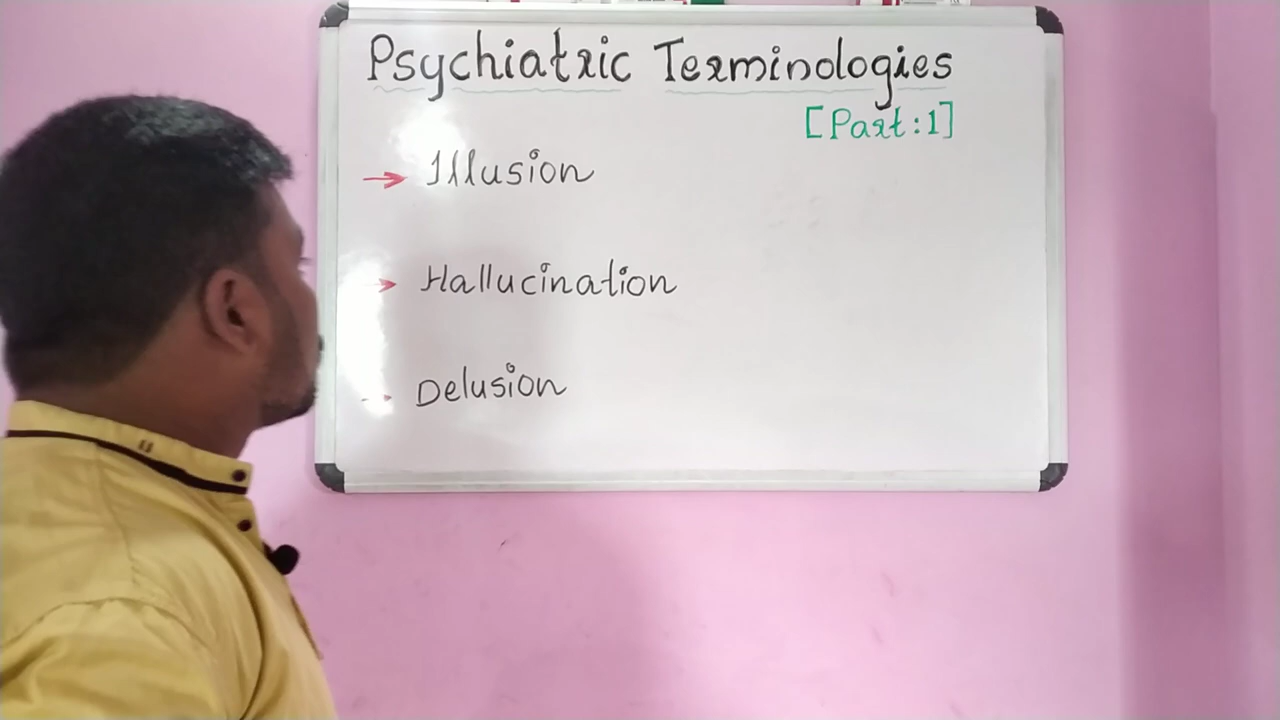 Psychiatric Terminologies
[Part:1]
→ Illusion
→ Hallucination
→ Delusion